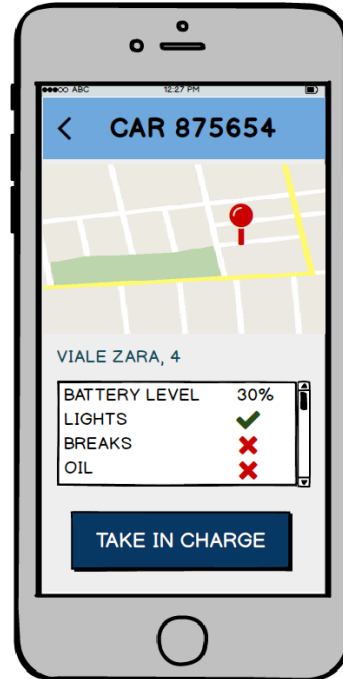 ABC 12:27 PM
CAR 875654
VIALE ZARA, 4
BATTERY LEVEL 30%
LIGHTS
BREAKS
OIL
TAKE IN CHARGE